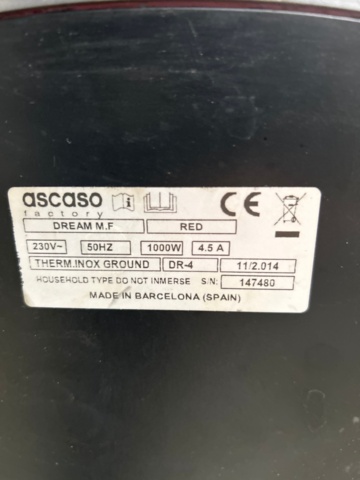 ascaso
factory
DREAM M.F RED
230V~ 50HZ 1000W 4.5 A
THERM.INOX GROUND DR-4 11/2.014
HOUSEHOLD TYPE DO NOT INMERSE S/N: 147480
MADE IN BARCELONA (SPAIN)
CE